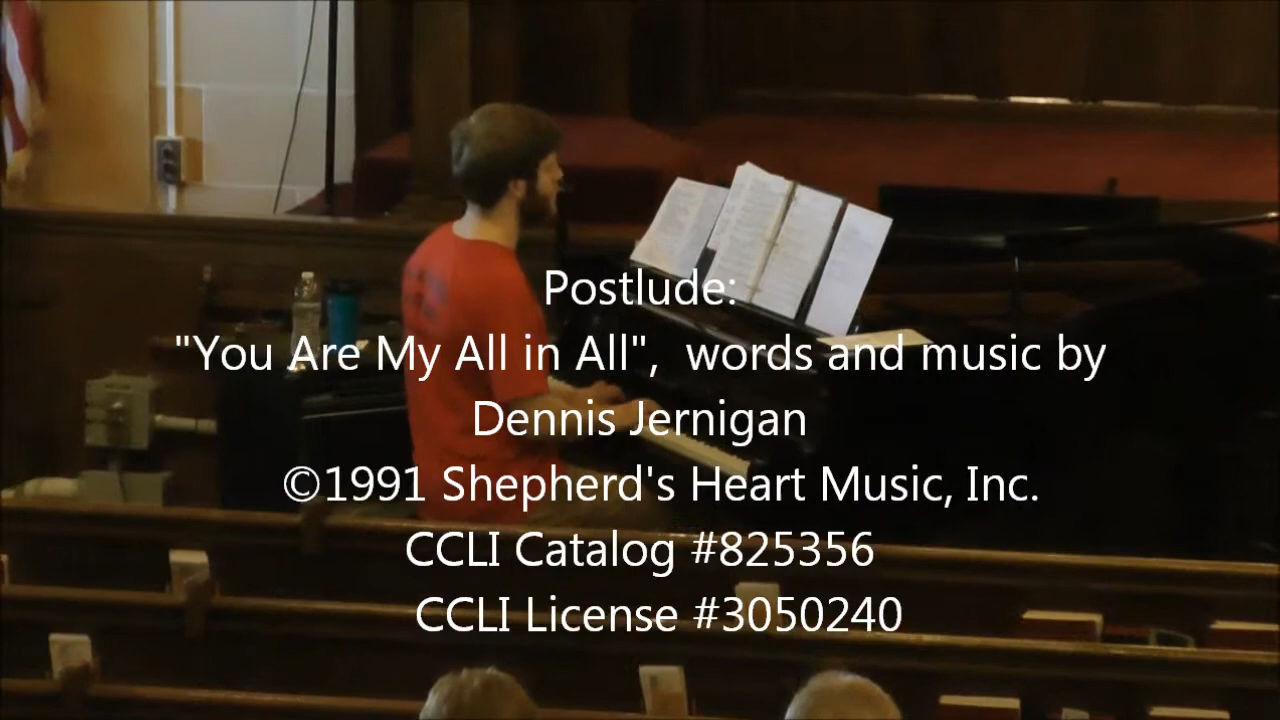 Postlude:
"You Are My All in All",  words and music by
Dennis Jernigan
©1991 Shepherd's Heart Music, Inc.
CCLI Catalog #825356
CCLI License #3050240